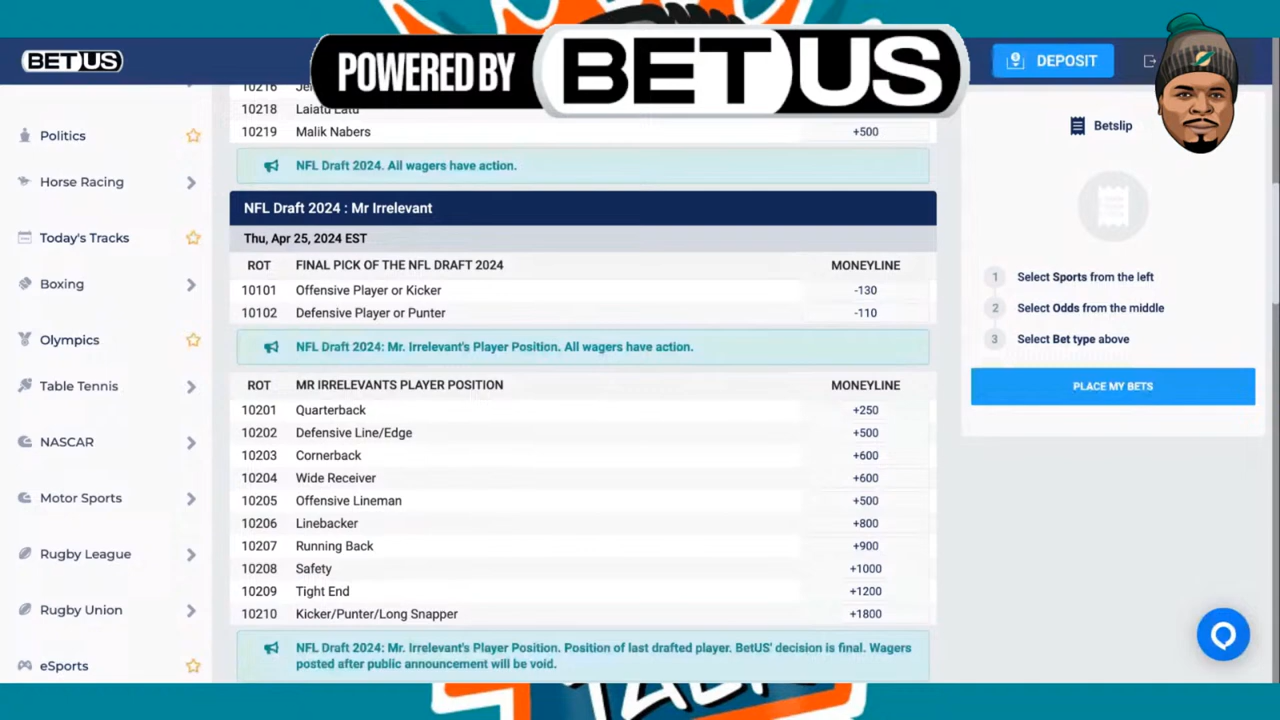 POWERED BY BETUS
BETUS
DEPOSIT
Politics
Horse Racing
Today's Tracks
Boxing
Olympics
Table Tennis
NASCAR
Motor Sports
Rugby League
Rugby Union
eSports
10216
10218 Laiatu Latu
10219 Malik Nabers +500
NFL Draft 2024. All wagers have action.
NFL Draft 2024 : Mr Irrelevant
Thu, Apr 25, 2024 EST
ROT FINAL PICK OF THE NFL DRAFT 2024 MONEYLINE
10101 Offensive Player or Kicker -130
10102 Defensive Player or Punter -110
NFL Draft 2024: Mr. Irrelevant's Player Position. All wagers have action.
ROT MR IRRELEVANTS PLAYER POSITION MONEYLINE
10201 Quarterback +250
10202 Defensive Line/Edge +500
10203 Cornerback +600
10204 Wide Receiver +600
10205 Offensive Lineman +500
10206 Linebacker +800
10207 Running Back +900
10208 Safety +1000
10209 Tight End +1200
10210 Kicker/Punter/Long Snapper +1800
NFL Draft 2024: Mr. Irrelevant's Player Position. Position of last drafted player. BetUS' decision is final. Wagers
posted after public announcement will be void.
Betslip
1 Select Sports from the left
2 Select Odds from the middle
3 Select Bet type above
PLACE MY BETS